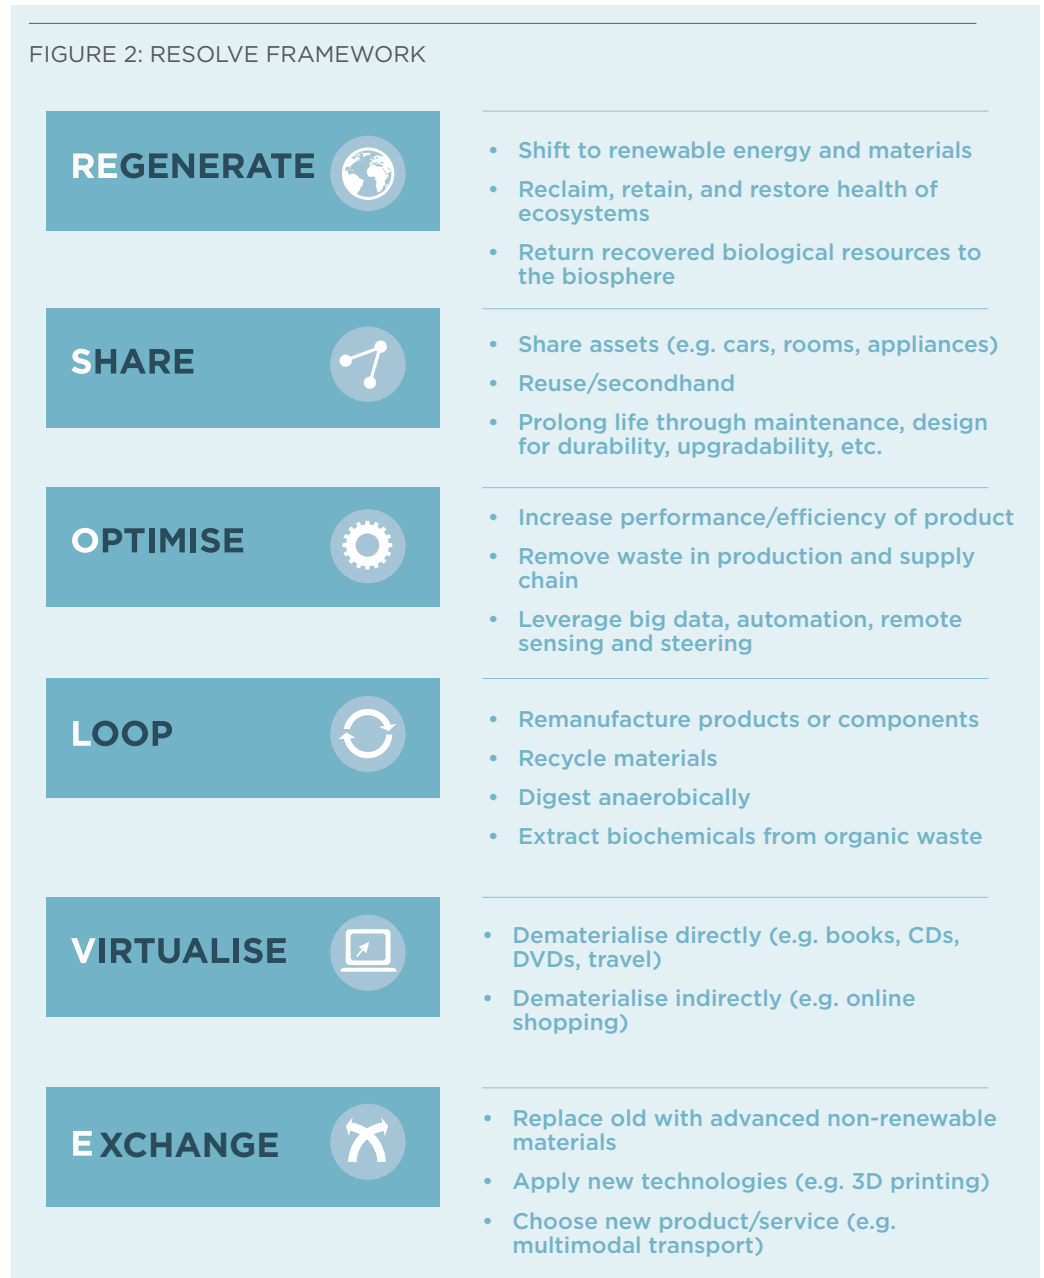 FIGURE 2: RESOLVE FRAMEWORK
REGENERATE
• Shift to renewable energy and materials
• Reclaim, retain, and restore health of
ecosystems
• Return recovered biological resources to
the biosphere
SHARE
• Share assets (e.g. cars, rooms, appliances)
• Reuse/secondhand
• Prolong life through maintenance, design
for durability, upgradability, etc.
OPTIMISE
• Increase performance/efficiency of product
• Remove waste in production and supply
chain
• Leverage big data, automation, remote
sensing and steering
LOOP
• Remanufacture products or components
• Recycle materials
• Digest anaerobically
• Extract biochemicals from organic waste
VIRTUALISE
• Dematerialise directly (e.g. books, CDs,
DVDs, travel)
• Dematerialise indirectly (e.g. online
shopping)
E XCHANGE
• Replace old with advanced non-renewable
materials
• Apply new technologies (e.g. 3D printing)
• Choose new product/service (e.g.
multimodal transport)